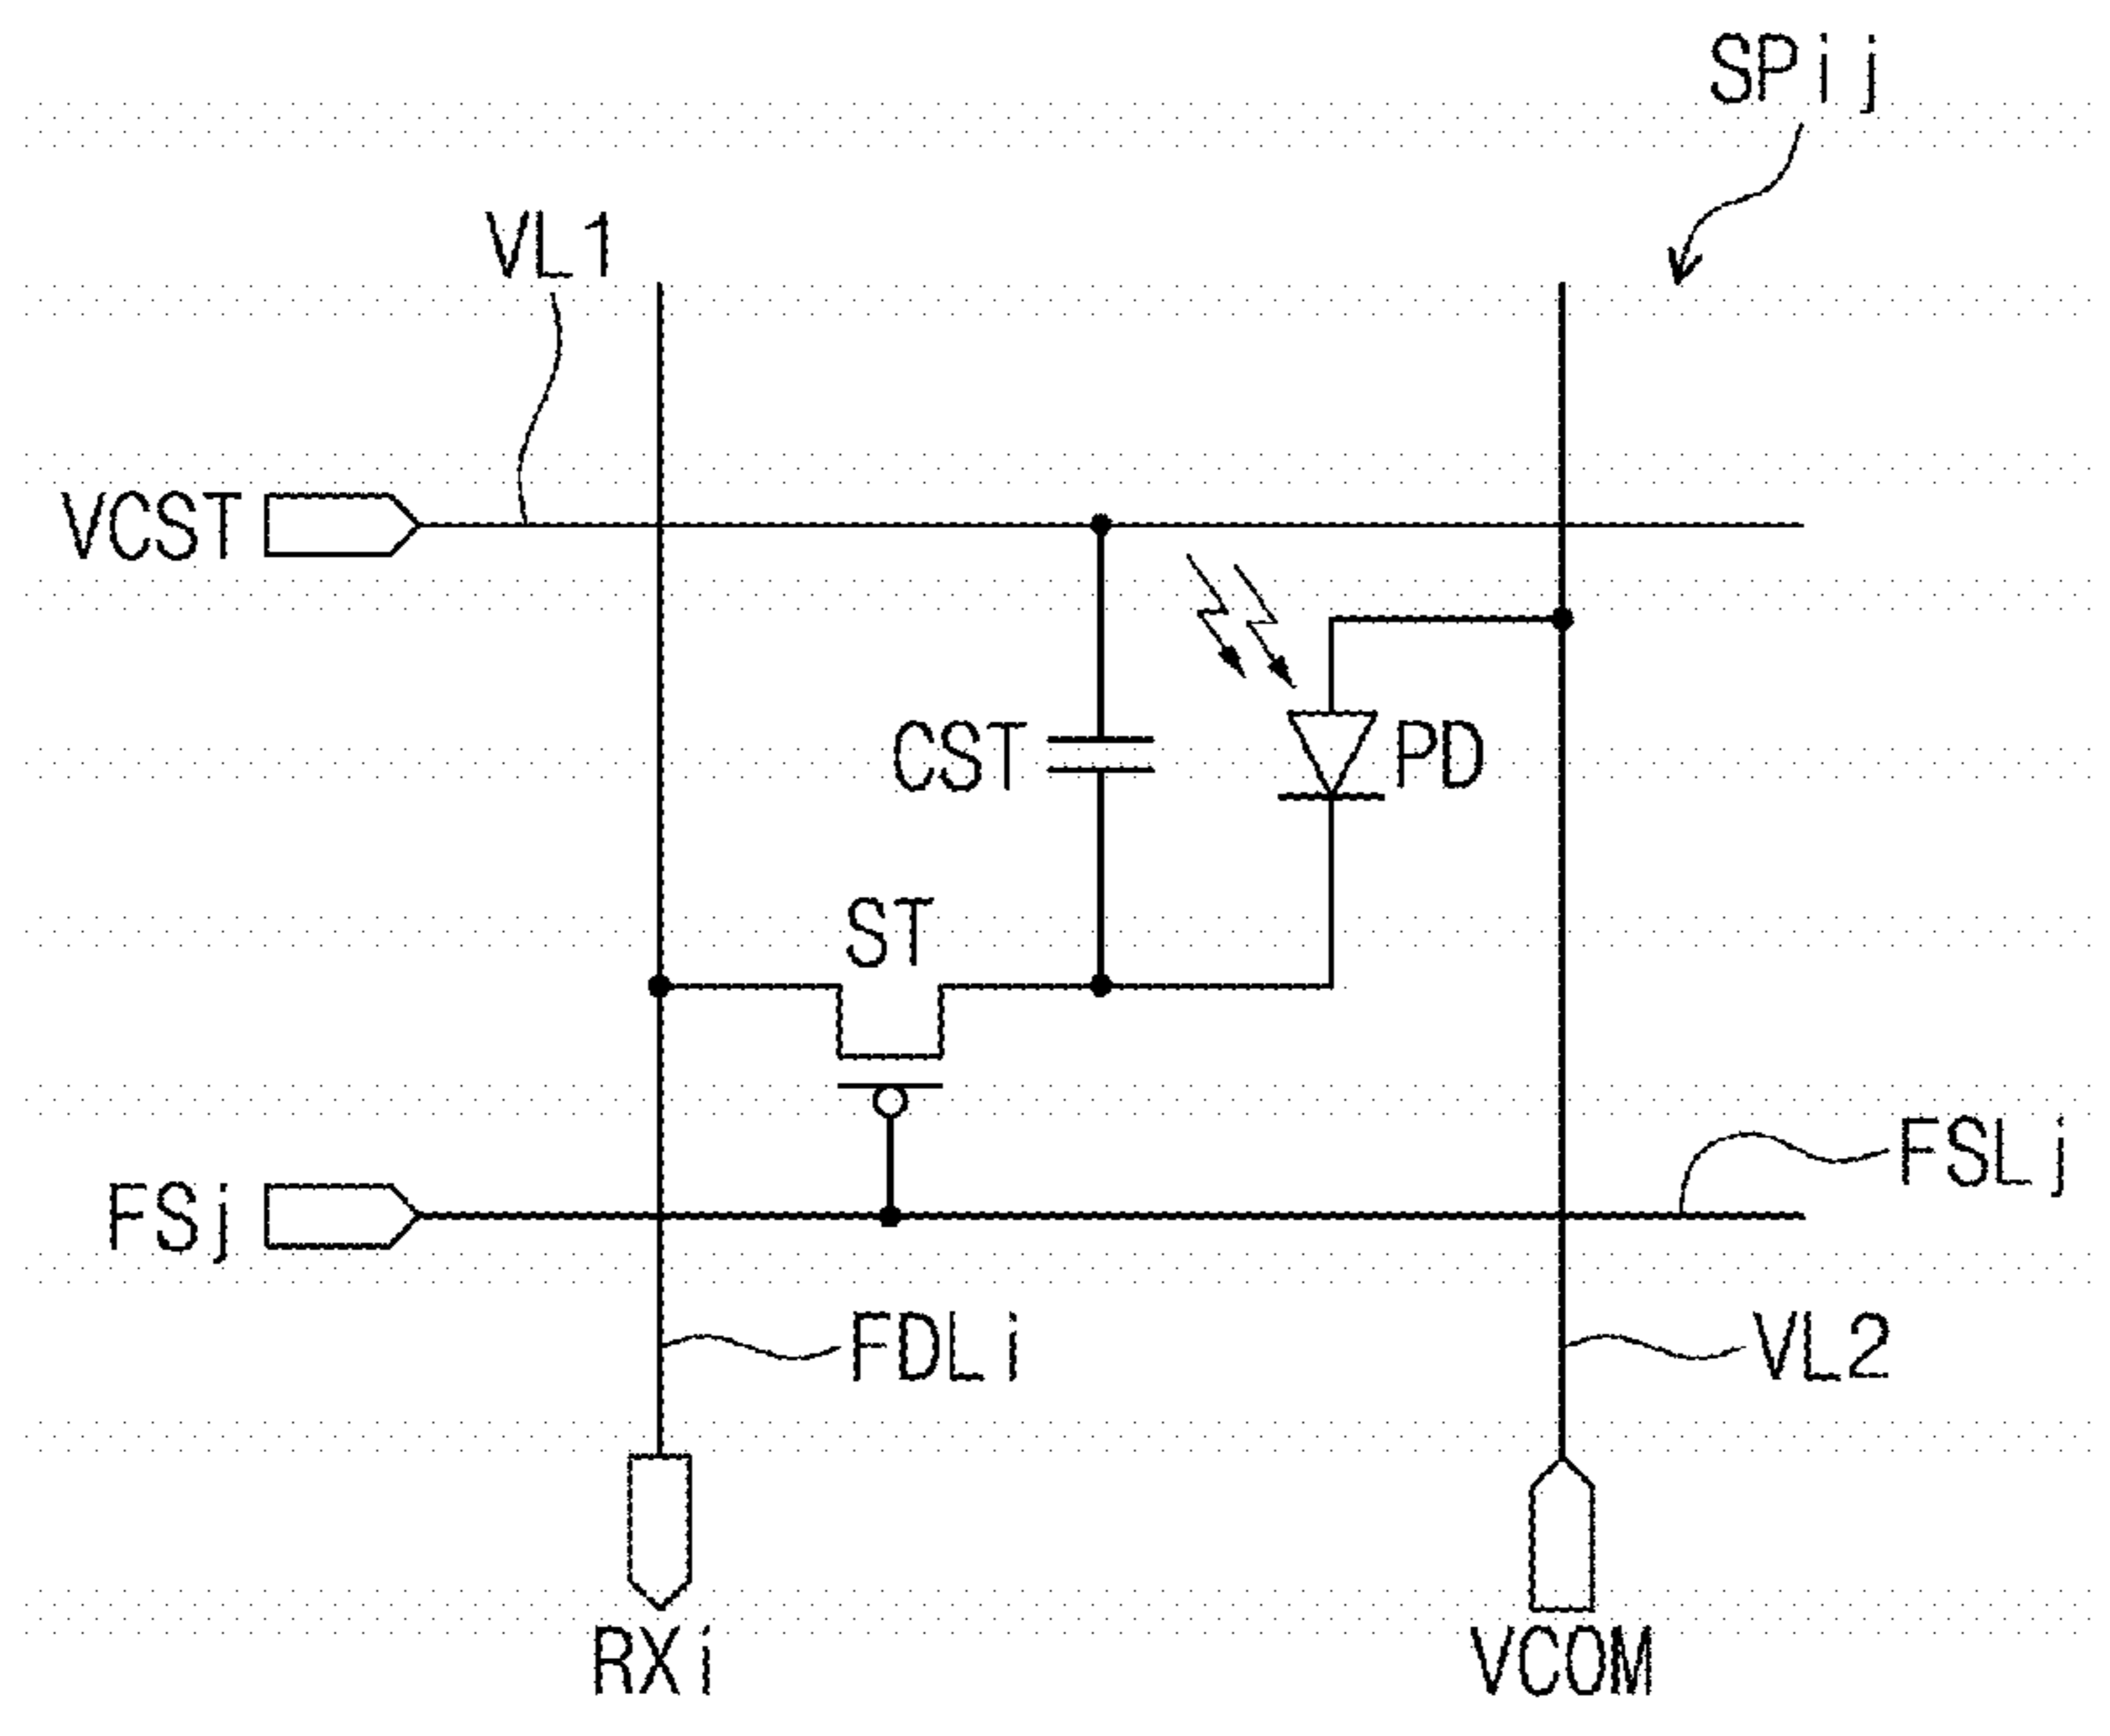 SPij
VL1
VCST
CST
PD
ST
FSLj
FSj
FDLi
VL2
RXi
VCOM